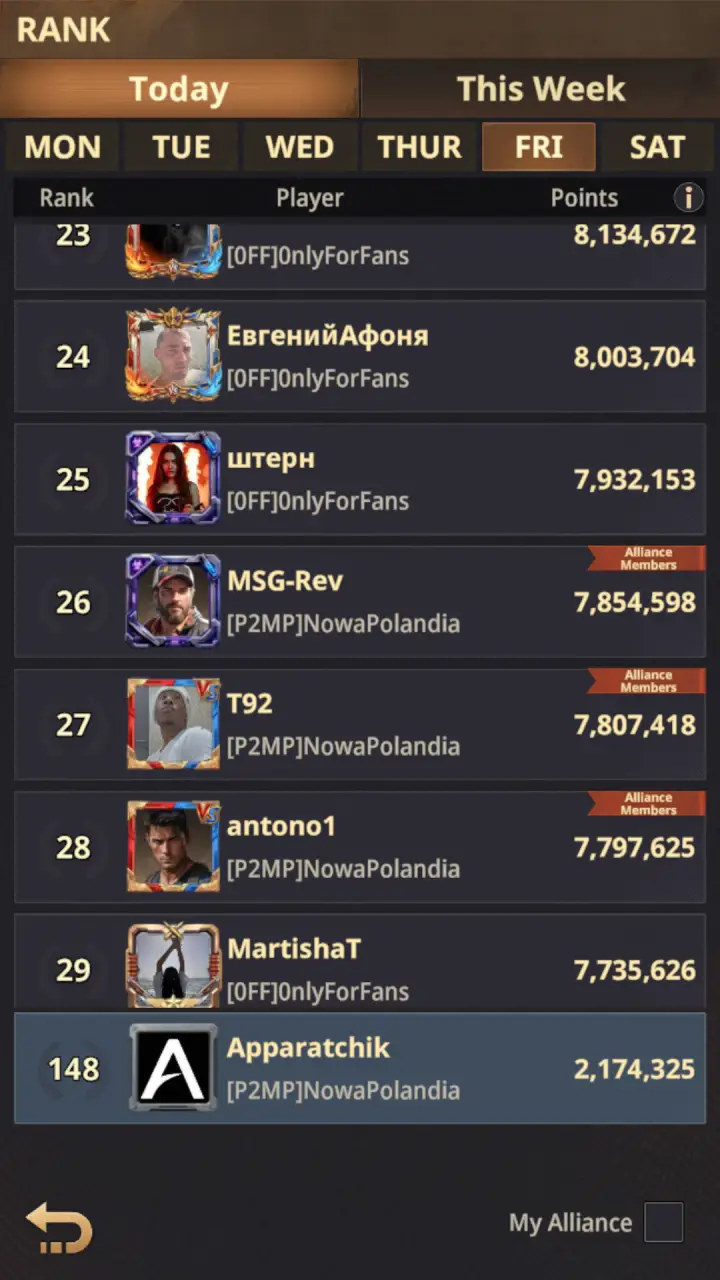 RANK
Today
This Week
MON TUE WED THUR FRI SAT
Rank Player Points i
23 8,134,672
[0FF]0nlyForFans
24 ЕвгенийАфоня 8,003,704
[0FF]0nlyForFans
25 штерн 7,932,153
[0FF]0nlyForFans
Alliance
Members
26 MSG-Rev 7,854,598
[P2MP]NowaPolandia
Alliance
Members
27 T92 7,807,418
[P2MP]NowaPolandia
Alliance
Members
28 antono1 7,797,625
[P2MP]NowaPolandia
29 MartishaT 7,735,626
[0FF]0nlyForFans
148 Apparatchik 2,174,325
[P2MP]NowaPolandia
My Alliance